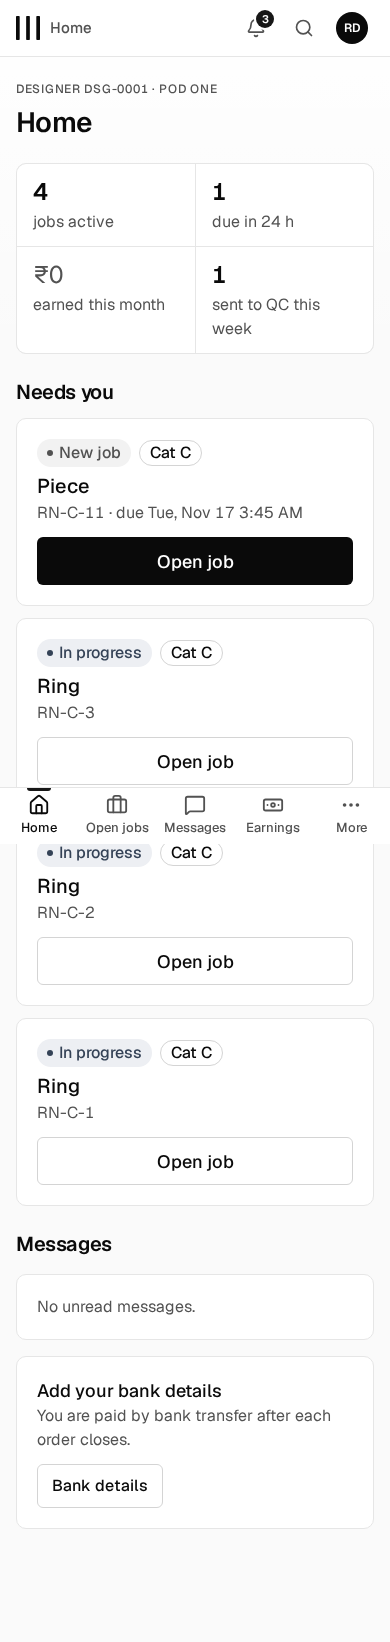 Home
3
RD
DESIGNER DSG-0001 · POD ONE
Home
4
jobs active
1
due in 24 h
₹0
earned this month
1
sent to QC this
week
Needs you
New job
Cat C
Piece
RN-C-11 · due Tue, Nov 17 3:45 AM
Open job
In progress
Cat C
Ring
RN-C-3
Open job
Home
Open jobs
Messages
Earnings
More
In progress
Cat C
Ring
RN-C-2
Open job
In progress
Cat C
Ring
RN-C-1
Open job
Messages
No unread messages.
Add your bank details
You are paid by bank transfer after each
order closes.
Bank details